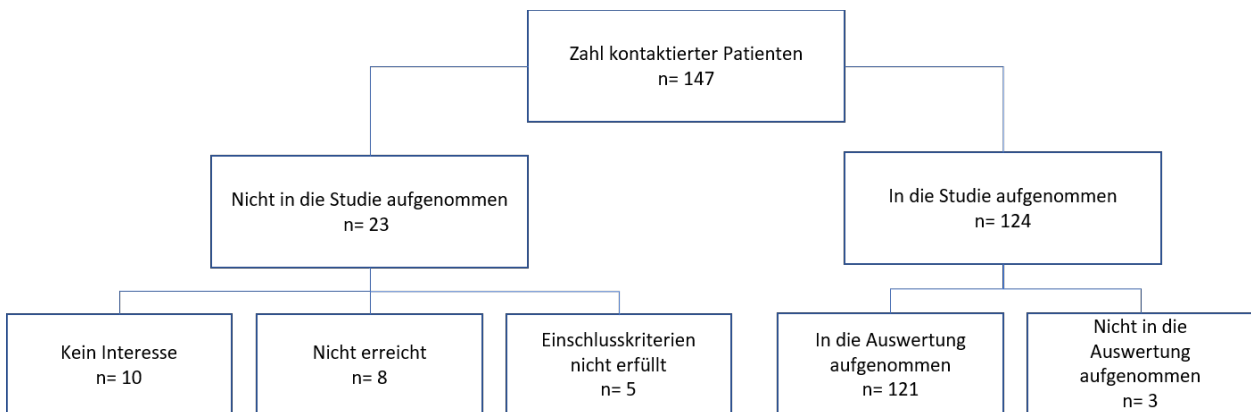 Zahl kontaktierter Patienten
n= 147
Nicht in die Studie aufgenommen
n= 23
In die Studie aufgenommen
n= 124
Kein Interesse
n= 10
Nicht erreicht
n= 8
Einschlusskriterien
nicht erfüllt
n= 5
In die Auswertung
aufgenommen
n= 121
Nicht in die
Auswertung
aufgenommen
n= 3